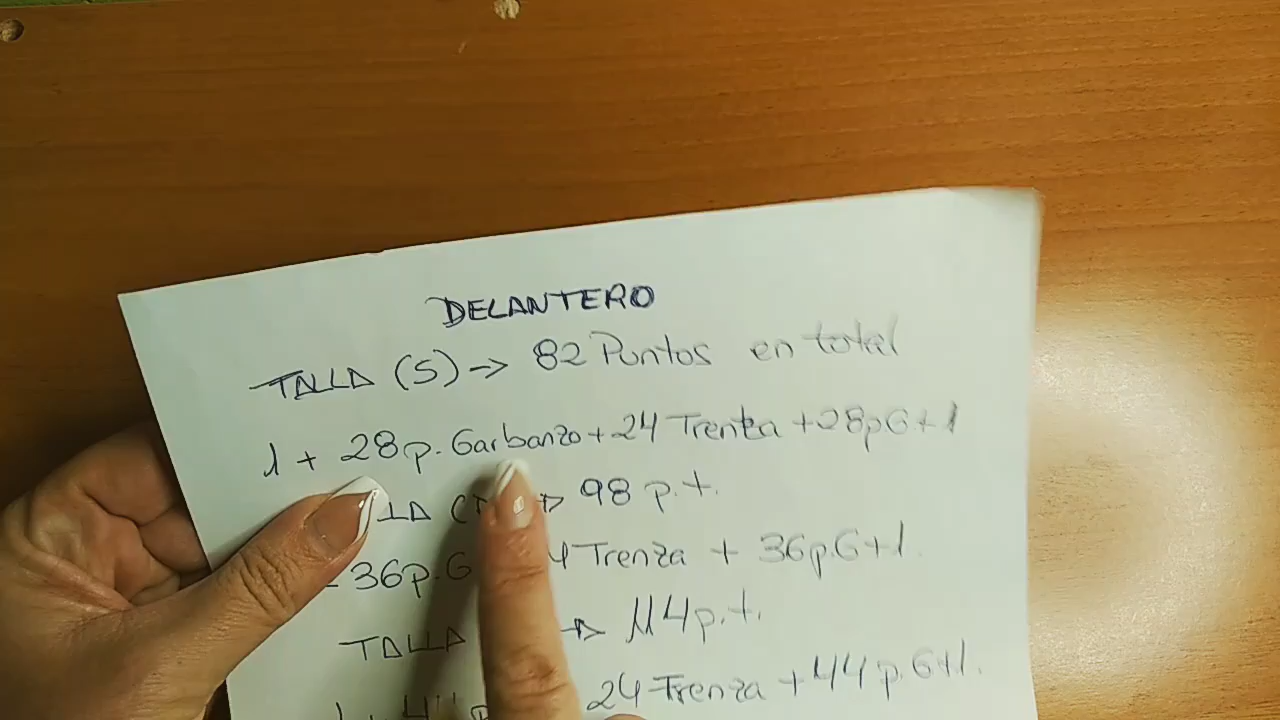 DELANTERO
TALLA (S) → 82 Puntos en total
1 + 28 p. Garbanzo + 24 Trenza + 28 p G + 1
→ 98 p.t.
36 p. G 4 Trenza + 36 p. G + 1
TALLA → 114 p.t.
24 Trenza + 44 p. G + 1.